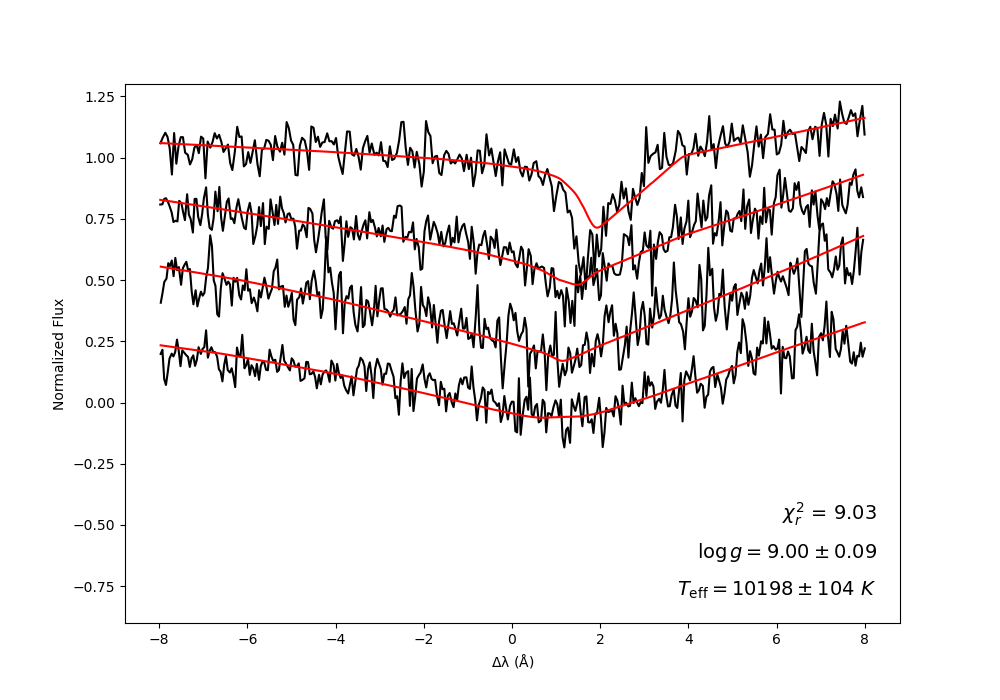 1.25
1.00
0.75
0.50
0.25
0.00
−0.25
−0.50
−0.75
Normalized Flux
χ²ᵣ = 9.03
log g = 9.00 ± 0.09
T_eff = 10198 ± 104 K
−8 −6 −4 −2 0 2 4 6 8
Δλ (Å)